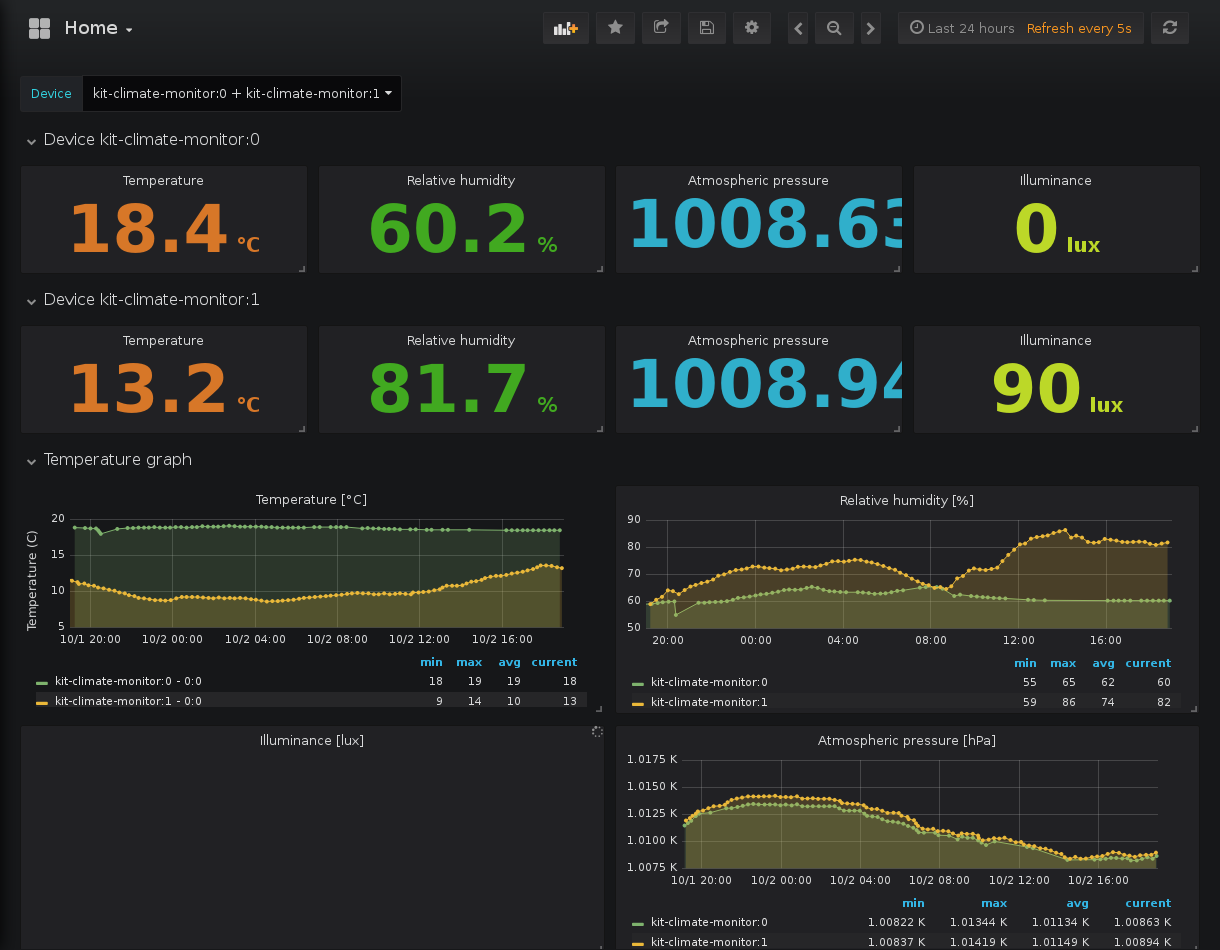 Home
Last 24 hours Refresh every 5s
Device kit-climate-monitor:0 + kit-climate-monitor:1
Device kit-climate-monitor:0
Temperature Relative humidity Atmospheric pressure Illuminance
18.4 °C 60.2 % 1008.63 0 lux
Device kit-climate-monitor:1
Temperature Relative humidity Atmospheric pressure Illuminance
13.2 °C 81.7 % 1008.94 90 lux
Temperature graph
Temperature [°C]
Temperature (C)
20
15
10
5
10/1 20:00 10/2 00:00 10/2 04:00 10/2 08:00 10/2 12:00 10/2 16:00
min max avg current
kit-climate-monitor:0 - 0:0 18 19 19 18
kit-climate-monitor:1 - 0:0 9 14 10 13
Relative humidity [%]
90
80
70
60
50
20:00 00:00 04:00 08:00 12:00 16:00
min max avg current
kit-climate-monitor:0 55 65 62 60
kit-climate-monitor:1 59 86 74 82
Illuminance [lux]
Atmospheric pressure [hPa]
1.0175 K
1.0150 K
1.0125 K
1.0100 K
1.0075 K
10/1 20:00 10/2 00:00 10/2 04:00 10/2 08:00 10/2 12:00 10/2 16:00
min max avg current
kit-climate-monitor:0 1.00822 K 1.01344 K 1.01134 K 1.00863 K
kit-climate-monitor:1 1.00837 K 1.01419 K 1.01149 K 1.00894 K